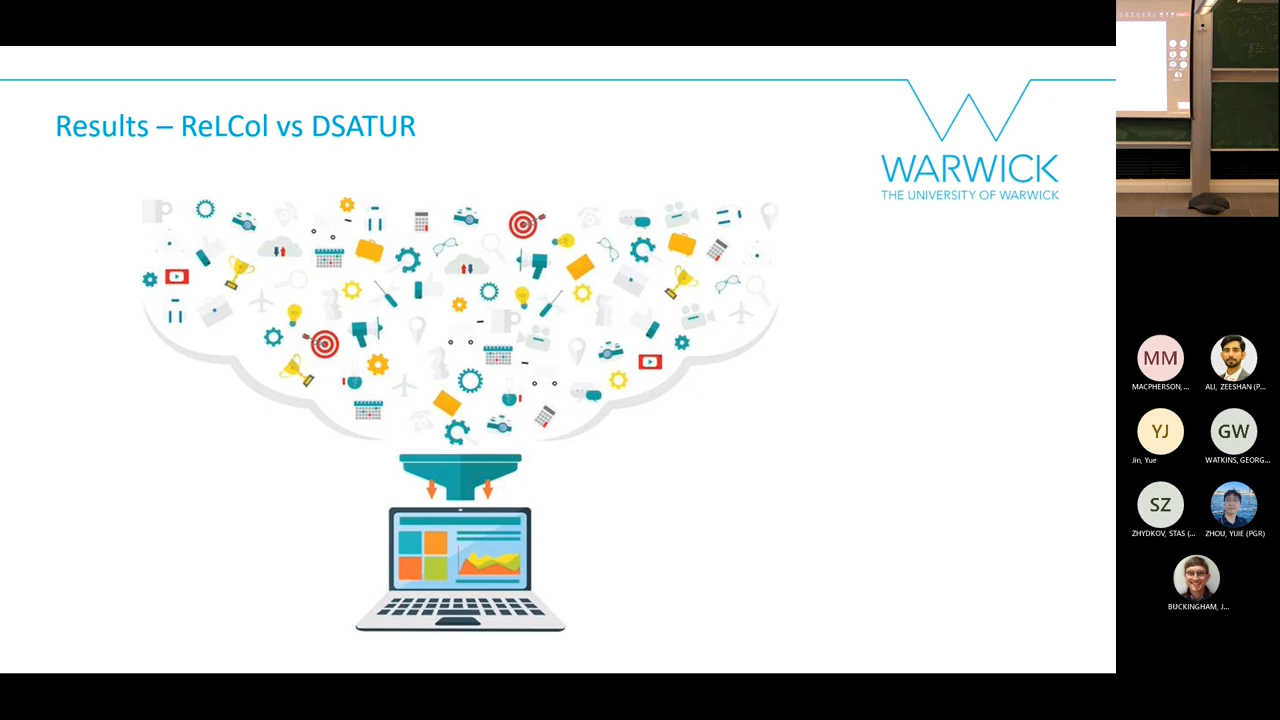 Results – ReLCol vs DSATUR
WARWICK
THE UNIVERSITY OF WARWICK
MM
MACPHERSON,...
ALI, ZEESHAN (P...
YJ
Jin, Yue
GW
WATKINS, GEORG...
SZ
ZHYDKOV, STAS (...
ZHOU, YIJIE (PGR)
BUCKINGHAM, J...